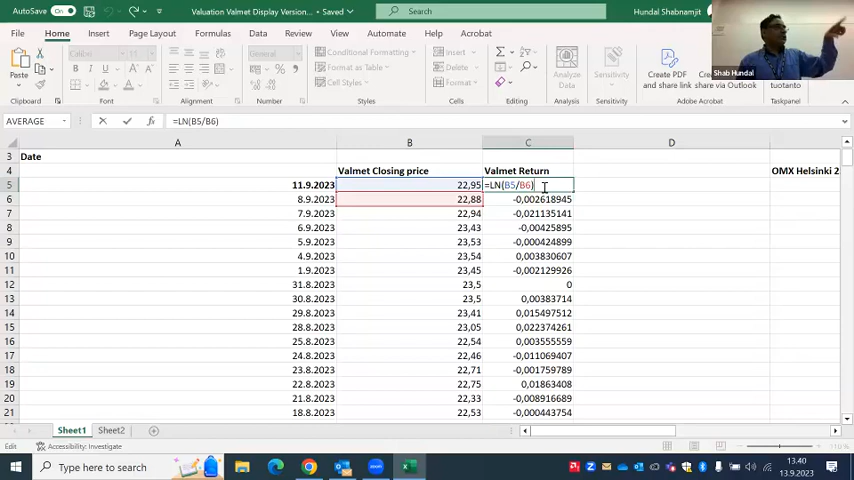 AutoSave On Valuation Valmet Display Version... • Saved Search Hundal Shabnamjit
File Home Insert Page Layout Formulas Data Review View Automate Help Acrobat
Shab Hundal
Paste Calibri Conditional Formatting Insert
Format as Table Delete
Cell Styles Format
Analyze Data Sensitivity Create PDF and share link via Outlook
Clipboard Font Alignment Adobe Acrobat Taskpanel
tuotanto
AVERAGE fx =LN(B5/B6)
A B C D
3 Date
4 Valmet Closing price Valmet Return OMX Helsinki 2
5 11.9.2023 22,95 =LN(B5/B6)
6 8.9.2023 22,88 -0,002618945
7 7.9.2023 22,94 -0,021135141
8 6.9.2023 23,43 -0,00425895
9 5.9.2023 23,53 -0,000424899
10 4.9.2023 23,54 0,003830607
11 1.9.2023 23,45 -0,002129926
12 31.8.2023 23,5 0
13 30.8.2023 23,5 0,00383714
14 29.8.2023 23,41 0,015497512
15 28.8.2023 23,05 0,022374261
16 25.8.2023 22,54 0,003555559
17 24.8.2023 22,46 -0,011069407
18 23.8.2023 22,71 -0,001759789
19 22.8.2023 22,75 0,01863408
20 21.8.2023 22,33 -0,008916689
21 18.8.2023 22,53 -0,000443754
Sheet1 Sheet2
Edit Accessibility: Investigate
Type here to search 13.40
13.9.2023